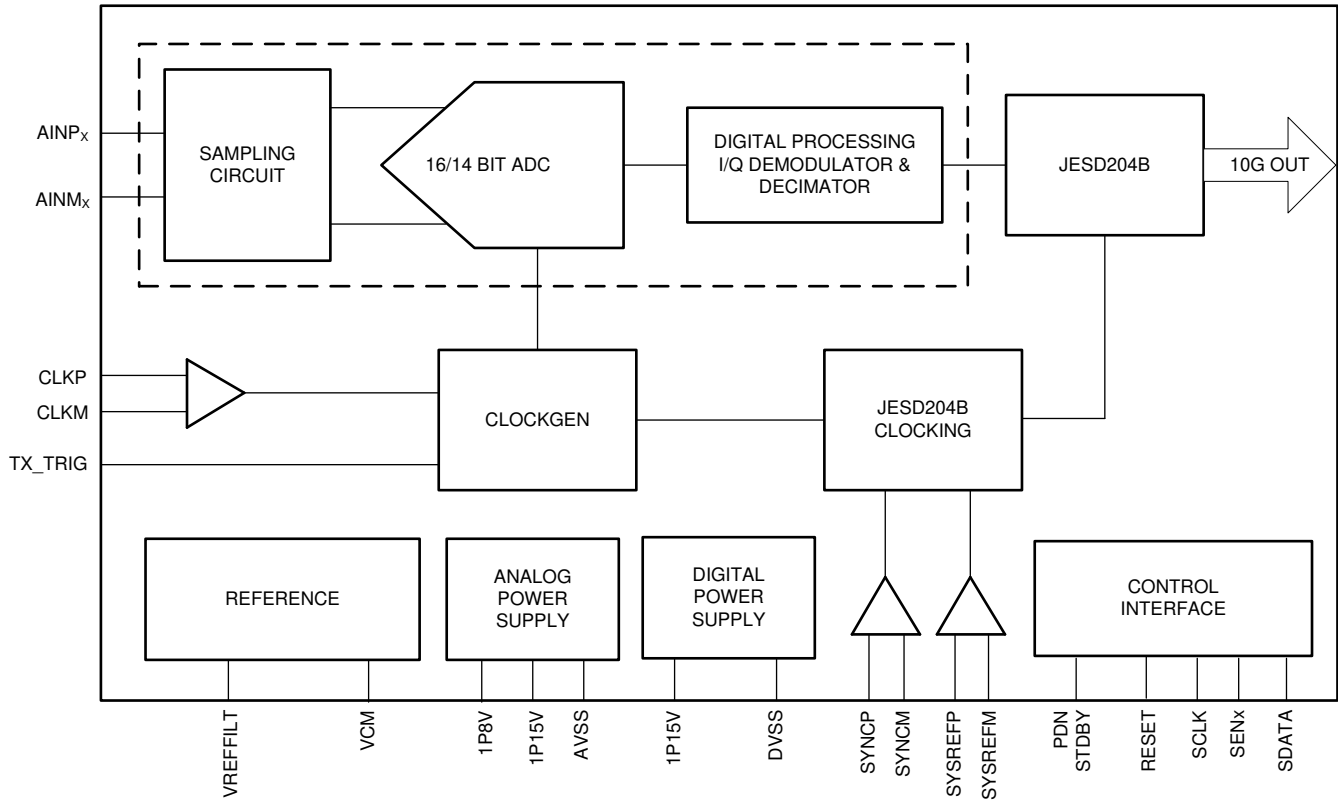 AINPX
AINMX
SAMPLING
CIRCUIT
16/14 BIT ADC
DIGITAL PROCESSING
I/Q DEMODULATOR &
DECIMATOR
JESD204B
10G OUT
CLKP
CLKM
TX_TRIG
CLOCKGEN
JESD204B
CLOCKING
REFERENCE
ANALOG
POWER
SUPPLY
DIGITAL
POWER
SUPPLY
CONTROL
INTERFACE
VREFFILT
VCM
1P8V
1P15V
AVSS
1P15V
DVSS
SYNCP
SYNCM
SYSREFP
SYSREFM
PDN
STDBY
RESET
SCLK
SENx
SDATA